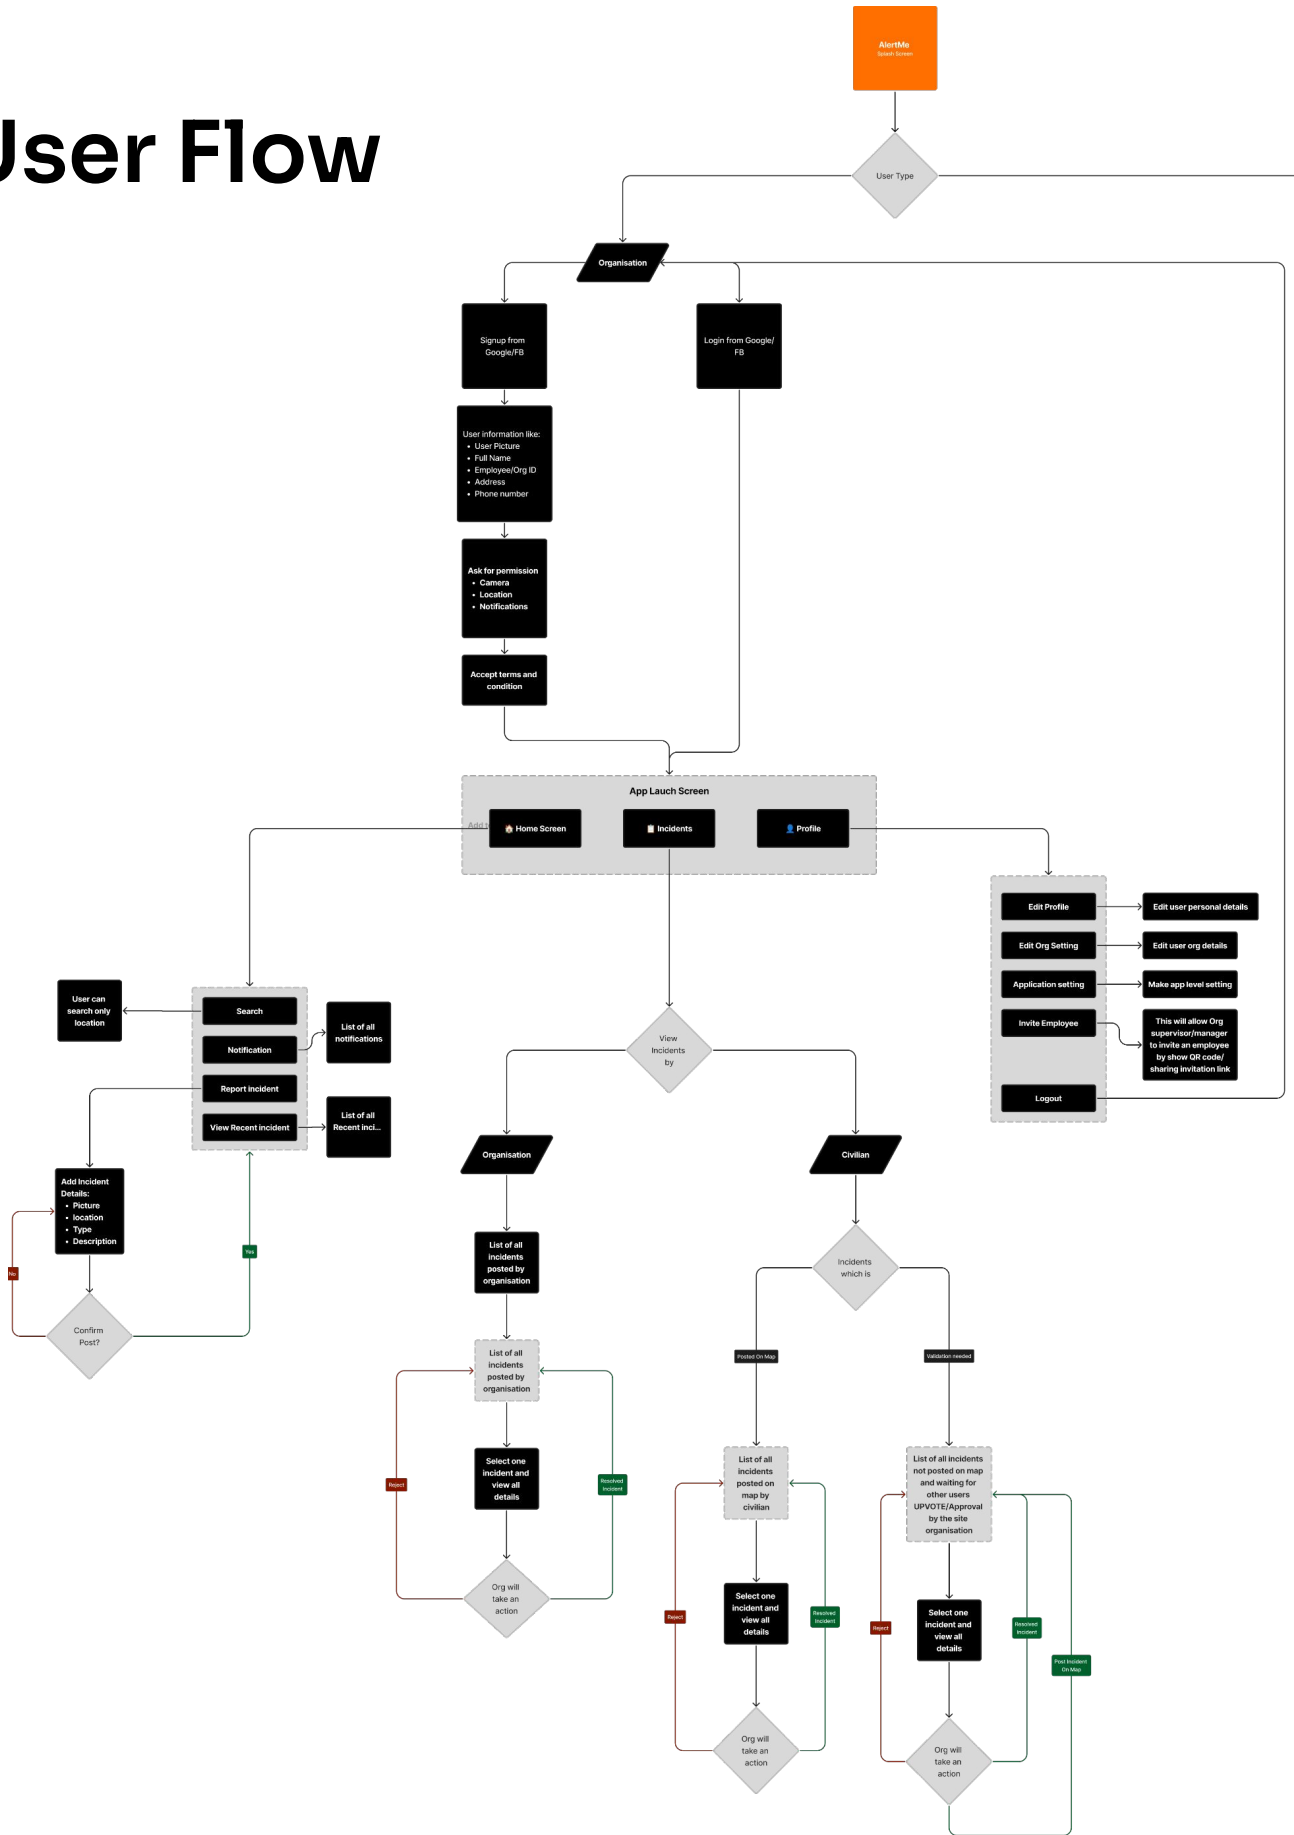 AlertMe
Splash Screen
User Flow
User Type
Organisation
Signup from
Google/FB
Login from Google/
FB
User information like:
• User Picture
• Full Name
• Employee/Org ID
• Address
• Phone number
Ask for permission
• Camera
• Location
• Notifications
Accept terms and
condition
App Lauch Screen
Add t
🏠 Home Screen
📋 Incidents
👤 Profile
Edit Profile
Edit user personal details
Edit Org Setting
Edit user org details
Application setting
Make app level setting
Invite Employee
This will allow Org
supervisor/manager
to invite an employee
by show QR code/
sharing invitation link
Logout
User can
search only
location
Search
Notification
List of all
notifications
Report incident
View Recent incident
List of all
Recent inci...
View
Incidents
by
Add Incident
Details:
• Picture
• location
• Type
• Description
No
Yes
Confirm
Post?
Organisation
Civilian
List of all
incidents
posted by
organisation
Incidents
which is
List of all
incidents
posted by
organisation
Posted On Map
Validation needed
Select one
incident and
view all
details
Reject
Resolved
Incident
Org will
take an
action
List of all
incidents
posted on
map by
civilian
List of all incidents
not posted on map
and waiting for
other users
UPVOTE/Approval
by the site
organisation
Select one
incident and
view all
details
Reject
Resolved
Incident
Select one
incident and
view all
details
Reject
Resolved
Incident
Post Incident
On Map
Org will
take an
action
Org will
take an
action